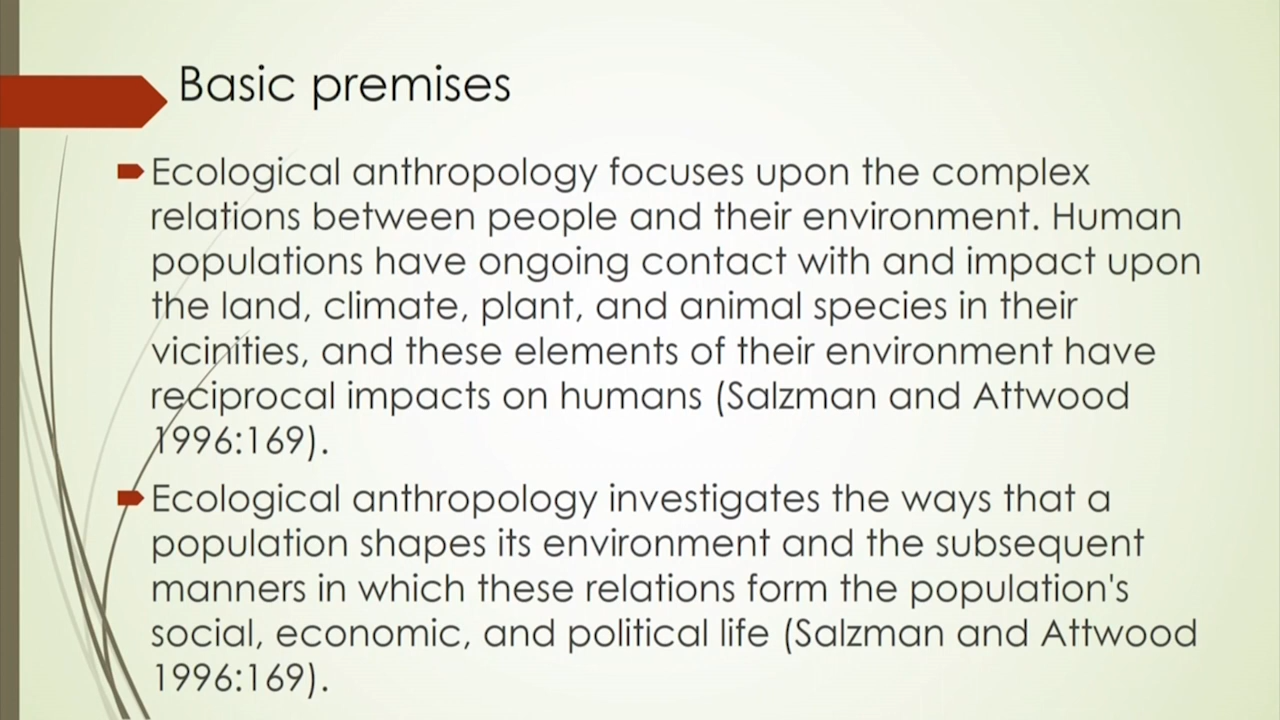 Basic premises
Ecological anthropology focuses upon the complex
relations between people and their environment. Human
populations have ongoing contact with and impact upon
the land, climate, plant, and animal species in their
vicinities, and these elements of their environment have
reciprocal impacts on humans (Salzman and Attwood
1996:169).
Ecological anthropology investigates the ways that a
population shapes its environment and the subsequent
manners in which these relations form the population's
social, economic, and political life (Salzman and Attwood
1996:169).